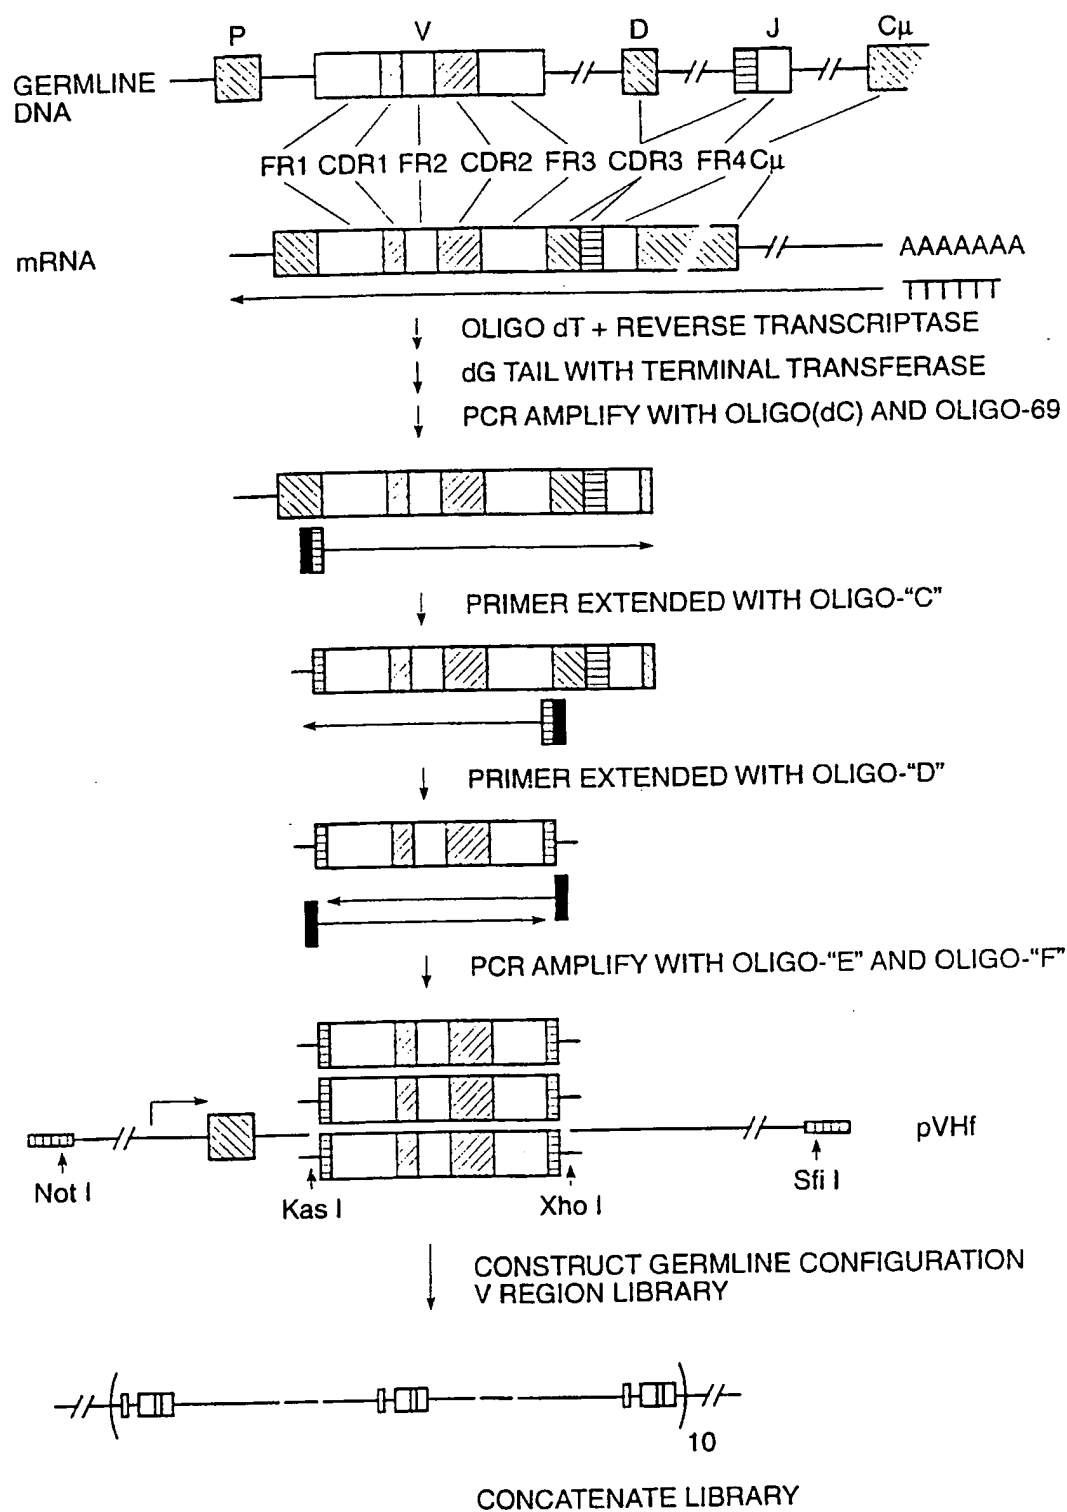 P V D J Cμ
GERMLINE
DNA
FR1 CDR1 FR2 CDR2 FR3 CDR3 FR4 Cμ
mRNA
AAAAAAA
TTTTTT
OLIGO dT + REVERSE TRANSCRIPTASE
dG TAIL WITH TERMINAL TRANSFERASE
PCR AMPLIFY WITH OLIGO(dC) AND OLIGO-69
PRIMER EXTENDED WITH OLIGO-"C"
PRIMER EXTENDED WITH OLIGO-"D"
PCR AMPLIFY WITH OLIGO-"E" AND OLIGO-"F"
pVHf
Not I Kas I Xho I Sfi I
CONSTRUCT GERMLINE CONFIGURATION
V REGION LIBRARY
10
CONCATENATE LIBRARY